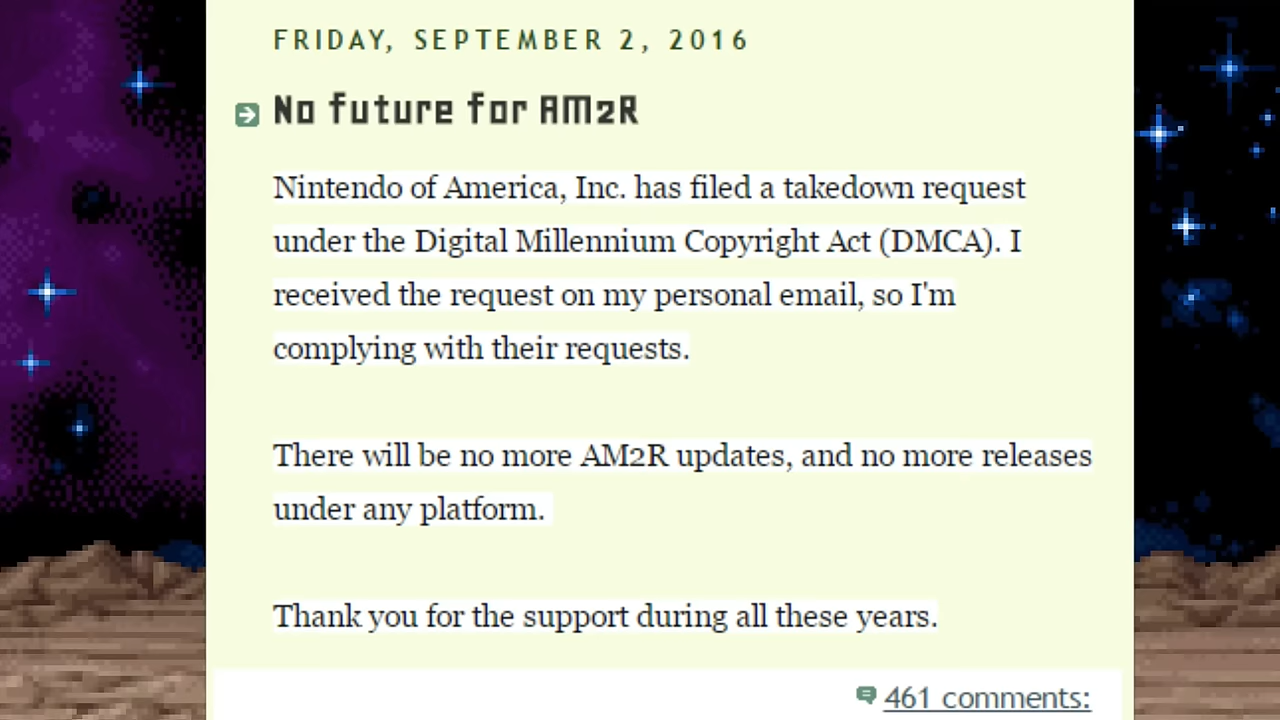 FRIDAY, SEPTEMBER 2, 2016
No future for AM2R
Nintendo of America, Inc. has filed a takedown request
under the Digital Millennium Copyright Act (DMCA). I
received the request on my personal email, so I'm
complying with their requests.
There will be no more AM2R updates, and no more releases
under any platform.
Thank you for the support during all these years.
461 comments: